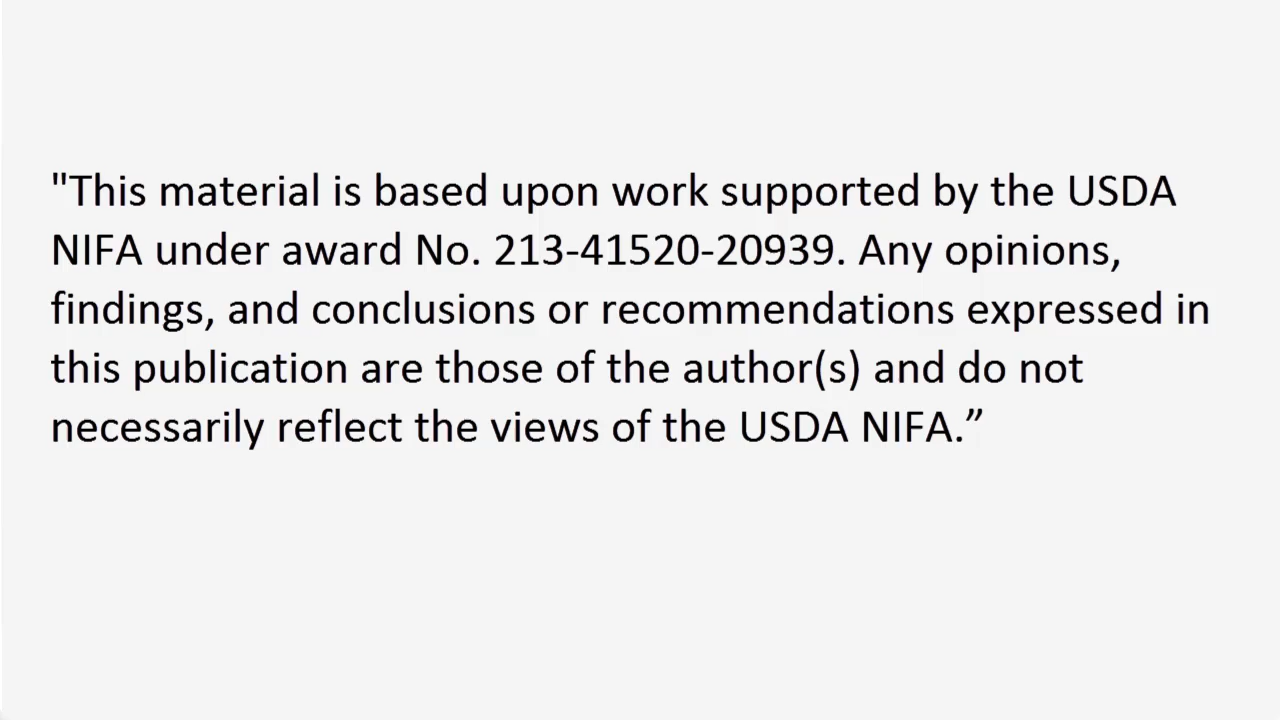 "This material is based upon work supported by the USDA
NIFA under award No. 213-41520-20939. Any opinions,
findings, and conclusions or recommendations expressed in
this publication are those of the author(s) and do not
necessarily reflect the views of the USDA NIFA.”